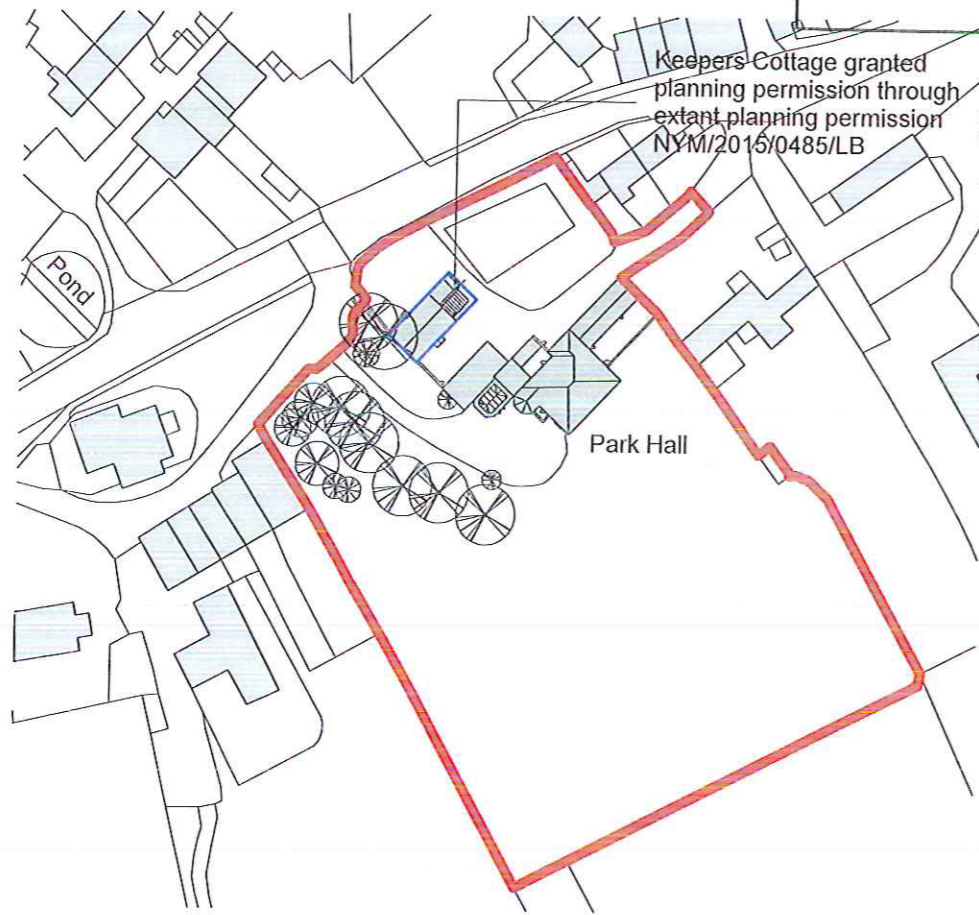 Keepers Cottage granted
planning permission through
extant planning permission
NYM/2015/0485/LB
Pond
Park Hall